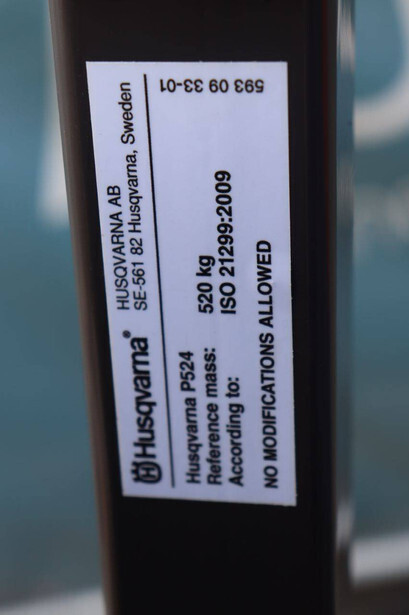 Husqvarna®
HUSQVARNA AB
SE-561 82 Huskvarna, Sweden
Husqvarna P524
Reference mass: 520 kg
According to: ISO 21299:2009
NO MODIFICATIONS ALLOWED
593 09 33-01